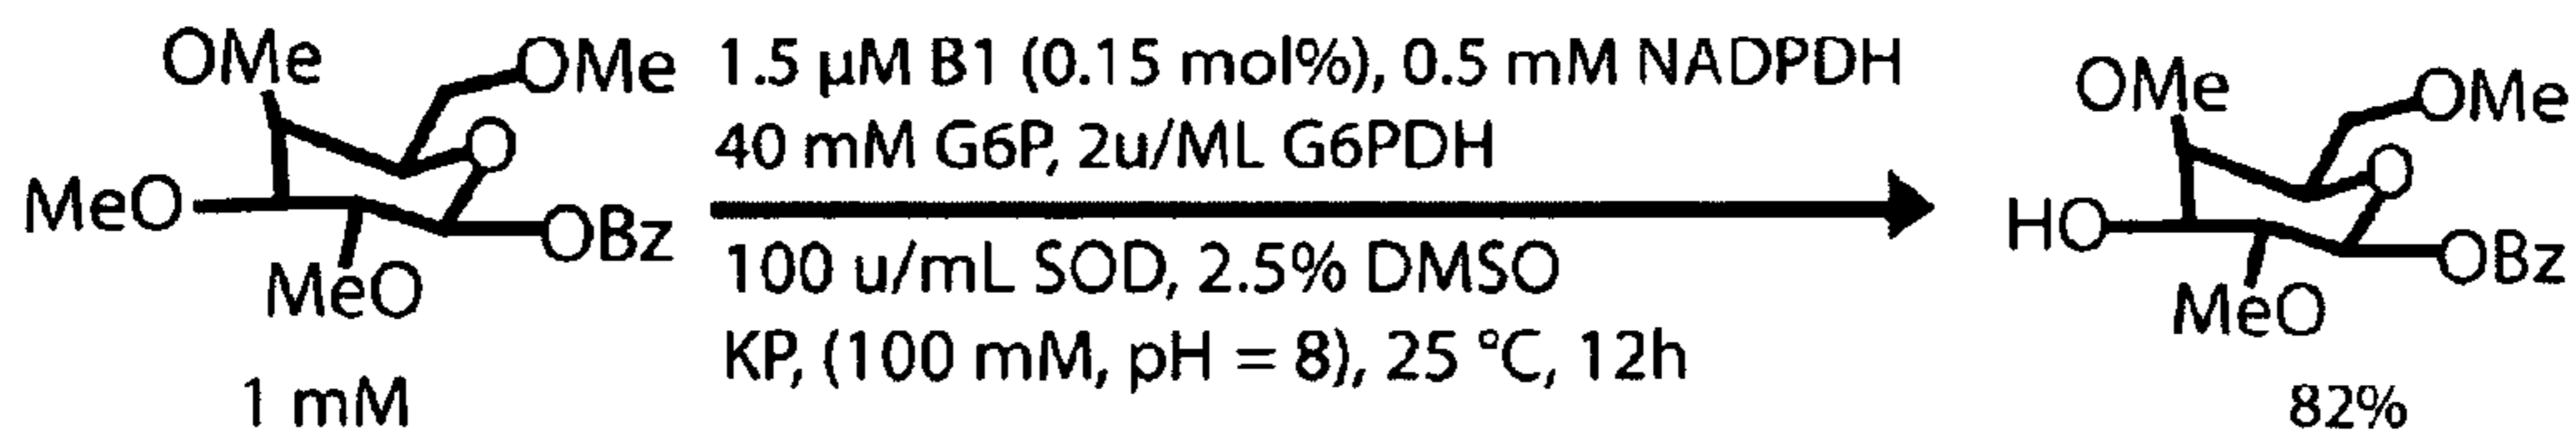 OMe
OMe
O
MeO
OBz
MeO
1 mM
1.5 µM B1 (0.15 mol%), 0.5 mM NADPDH
40 mM G6P, 2u/ML G6PDH
100 u/mL SOD, 2.5% DMSO
KP, (100 mM, pH = 8), 25 °C, 12h
OMe
OMe
O
HO
OBz
MeO
82%